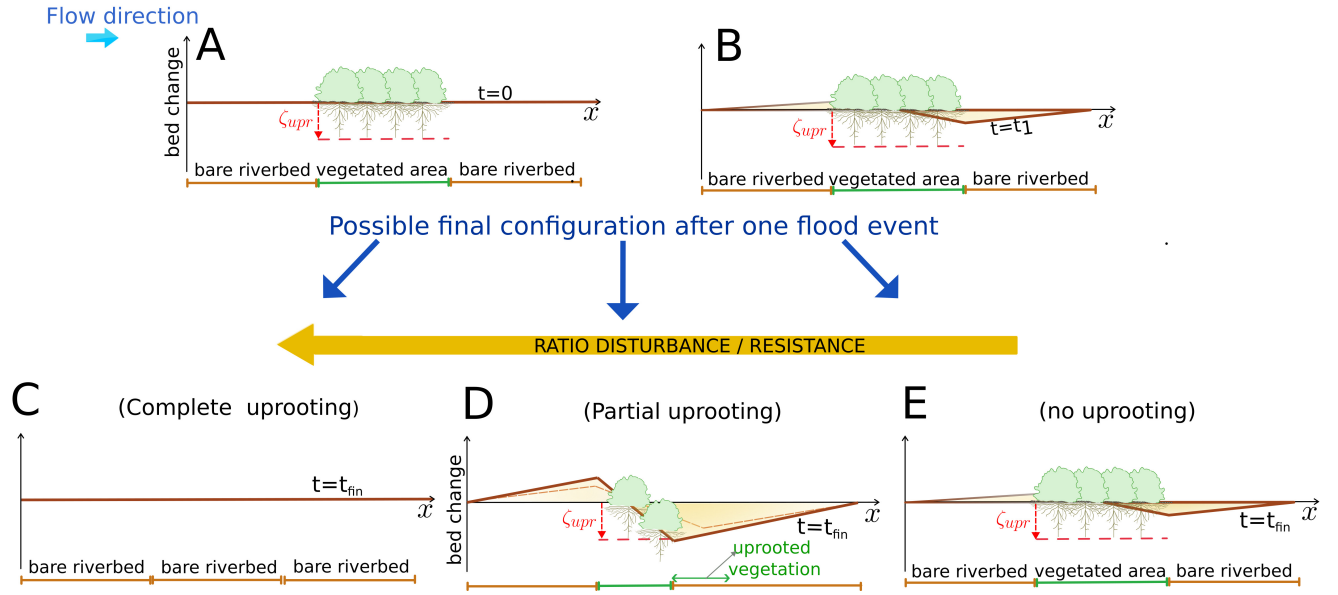 Flow direction
A
bed change
t=0
ζupr
x
bare riverbed vegetated area bare riverbed
B
ζupr
t=t1
x
bare riverbed vegetated area bare riverbed
Possible final configuration after one flood event
RATIO DISTURBANCE / RESISTANCE
C
(Complete uprooting)
t=tfin
x
bare riverbed bare riverbed bare riverbed
D
(Partial uprooting)
bed change
ζupr
t=tfin
x
uprooted
vegetation
E
(no uprooting)
ζupr
t=tfin
x
bare riverbed vegetated area bare riverbed